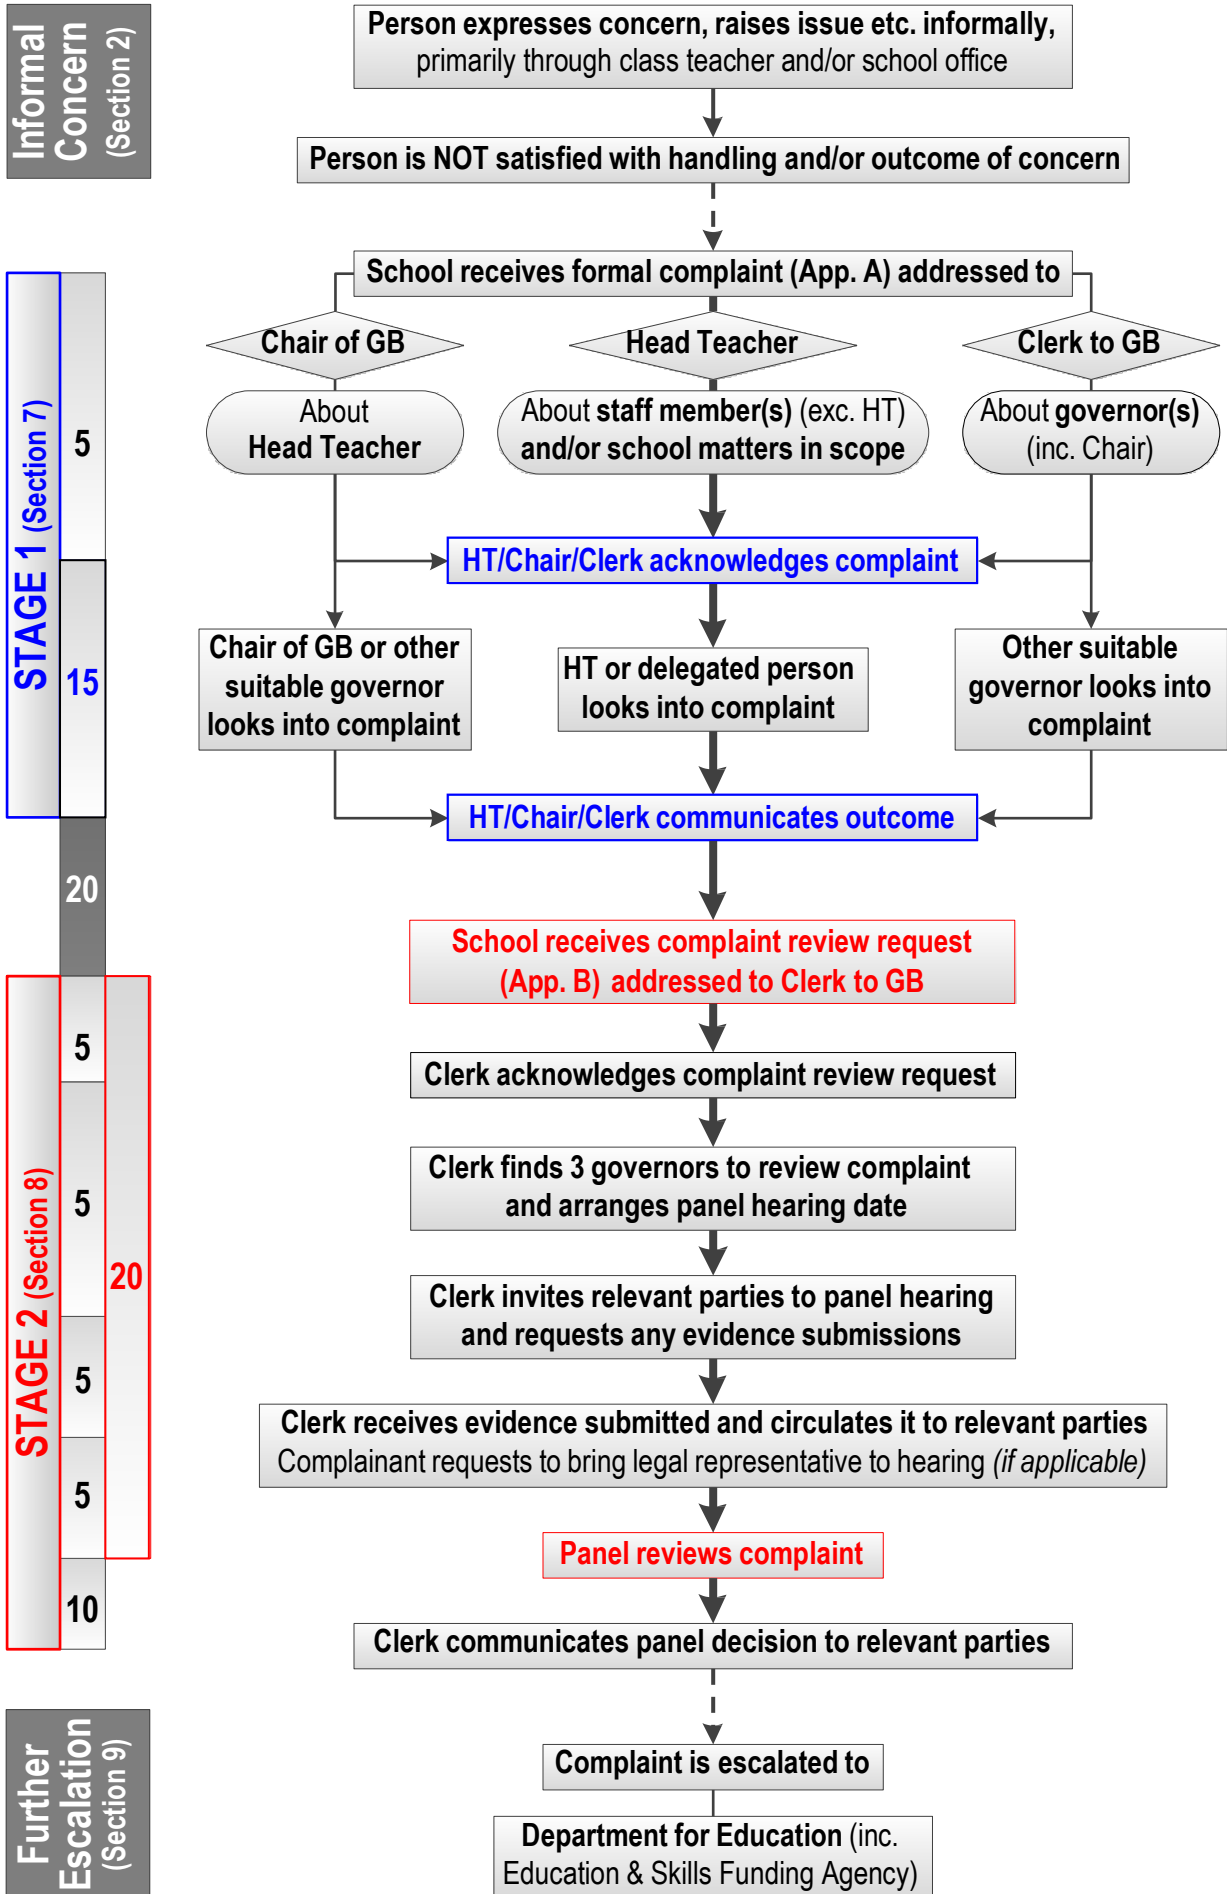 Informal
Concern
(Section 2)
Person expresses concern, raises issue etc. informally,
primarily through class teacher and/or school office
Person is NOT satisfied with handling and/or outcome of concern
STAGE 1 (Section 7)
5
15
School receives formal complaint (App. A) addressed to
Chair of GB
Head Teacher
Clerk to GB
About
Head Teacher
About staff member(s) (exc. HT)
and/or school matters in scope
About governor(s)
(inc. Chair)
HT/Chair/Clerk acknowledges complaint
Chair of GB or other
suitable governor
looks into complaint
HT or delegated person
looks into complaint
Other suitable
governor looks into
complaint
HT/Chair/Clerk communicates outcome
20
School receives complaint review request
(App. B) addressed to Clerk to GB
STAGE 2 (Section 8)
5
5
5
5
10
20
Clerk acknowledges complaint review request
Clerk finds 3 governors to review complaint
and arranges panel hearing date
Clerk invites relevant parties to panel hearing
and requests any evidence submissions
Clerk receives evidence submitted and circulates it to relevant parties
Complainant requests to bring legal representative to hearing (if applicable)
Panel reviews complaint
Clerk communicates panel decision to relevant parties
Further
Escalation
(Section 9)
Complaint is escalated to
Department for Education (inc.
Education & Skills Funding Agency)